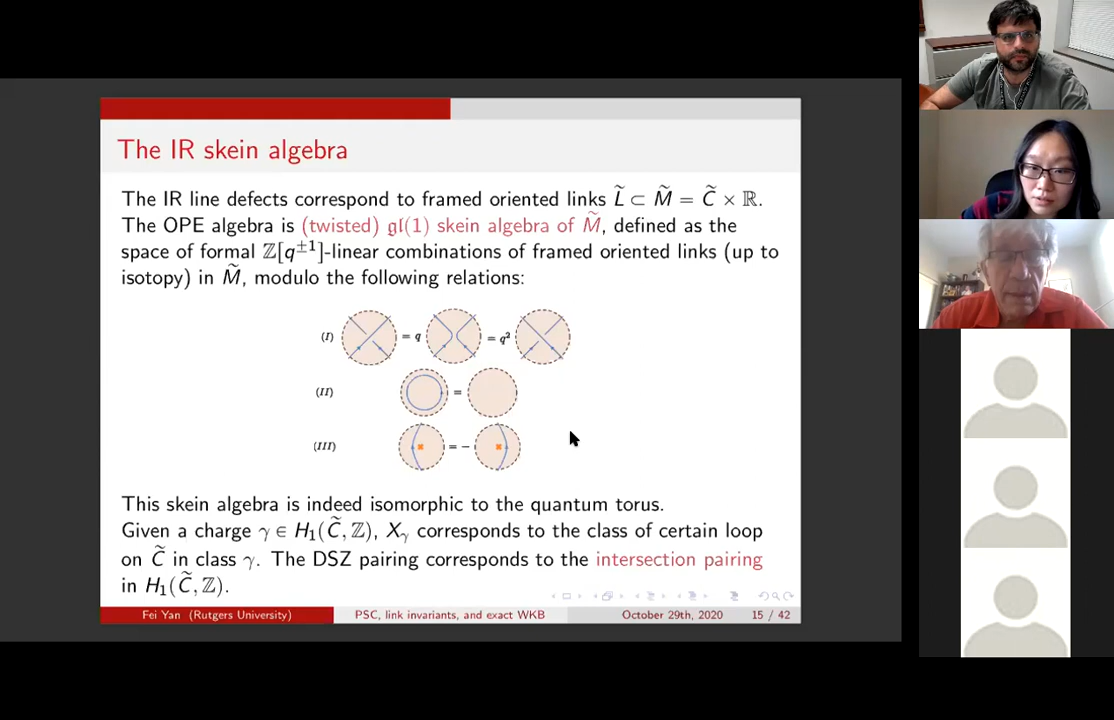 The IR skein algebra
The IR line defects correspond to framed oriented links L̃ ⊂ M̃ = C̃ × ℝ.
The OPE algebra is (twisted) 𝔤𝔩(1) skein algebra of M̃, defined as the
space of formal ℤ[q^{±1}]-linear combinations of framed oriented links (up to
isotopy) in M̃, modulo the following relations:
(I) = q = q²
(II) =
(III) = −
This skein algebra is indeed isomorphic to the quantum torus.
Given a charge γ ∈ H₁(C̃, ℤ), X_γ corresponds to the class of certain loop
on C̃ in class γ. The DSZ pairing corresponds to the intersection pairing
in H₁(C̃, ℤ).
Fei Yan (Rutgers University) PSC, link invariants, and exact WKB October 29th, 2020 15 / 42